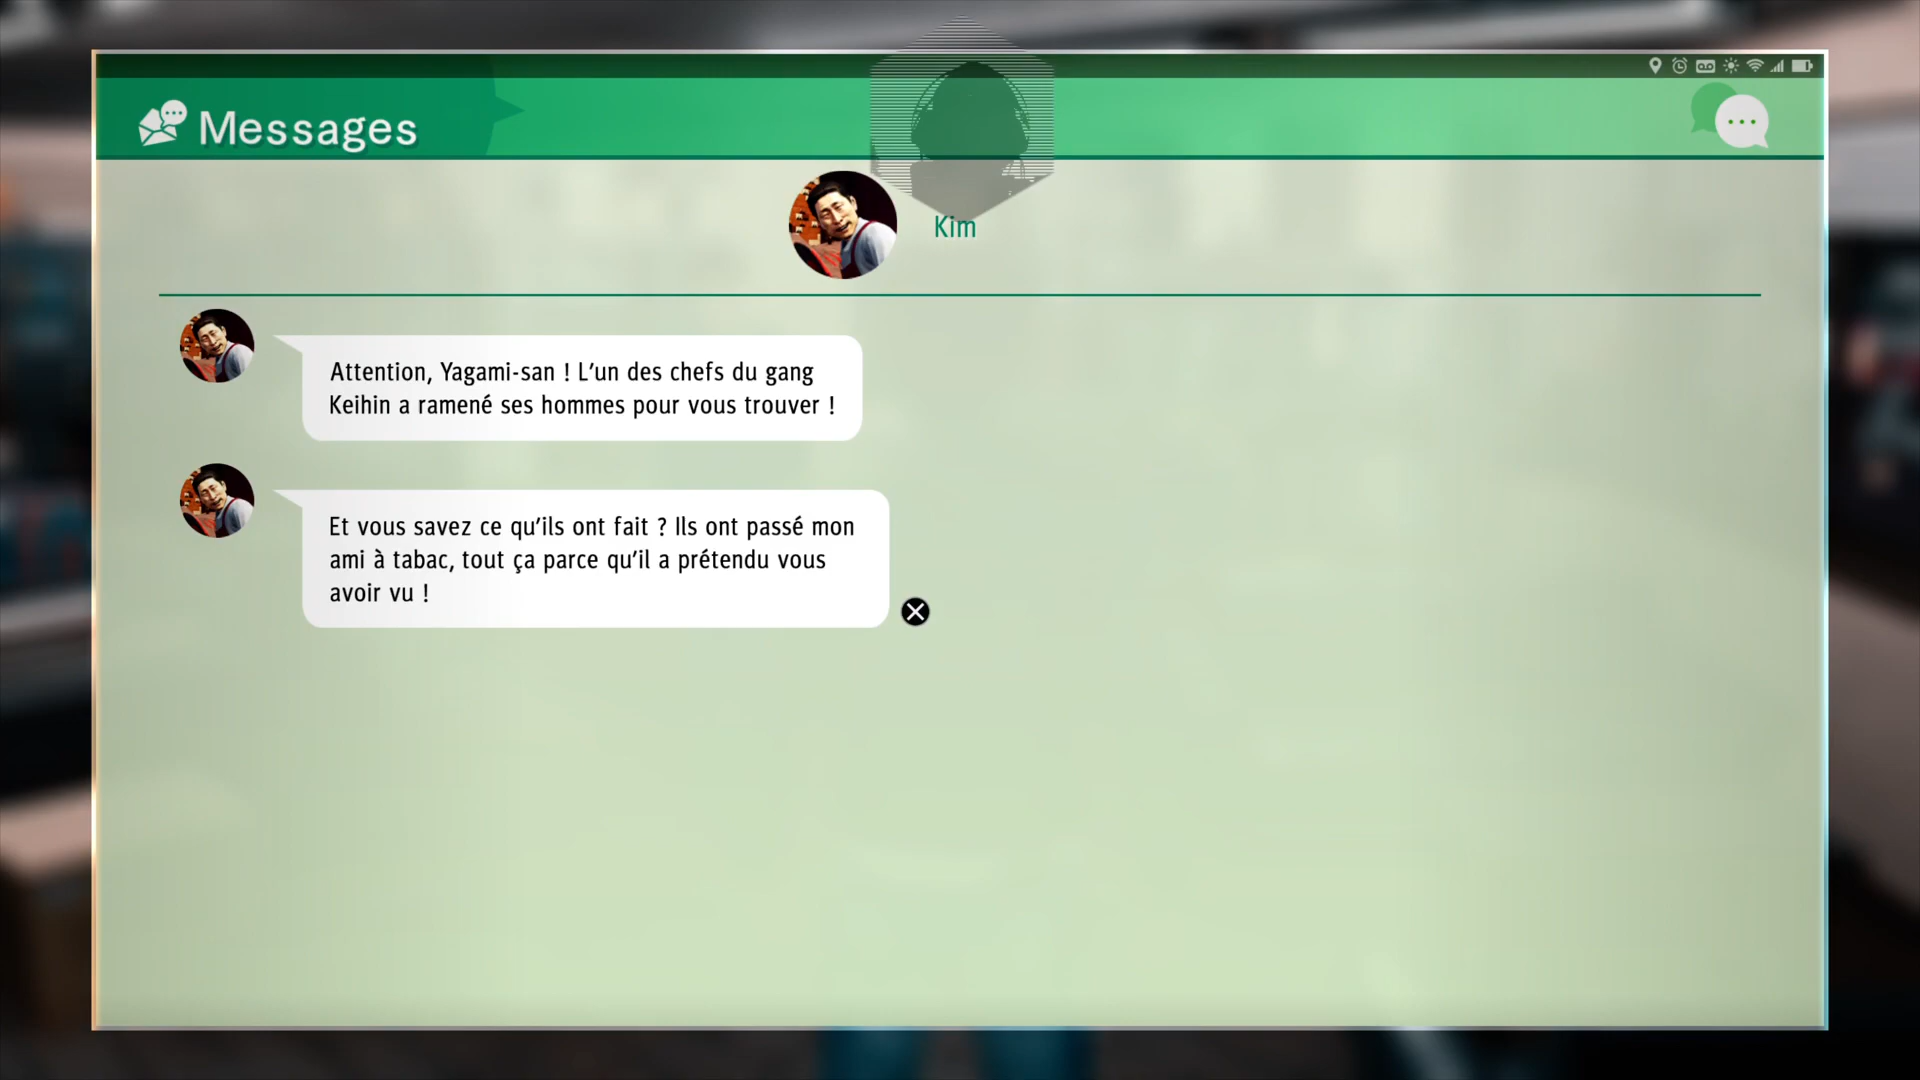 Messages
Kim
Attention, Yagami-san ! L'un des chefs du gang
Keihin a ramené ses hommes pour vous trouver !
Et vous savez ce qu'ils ont fait ? Ils ont passé mon
ami à tabac, tout ça parce qu'il a prétendu vous
avoir vu !